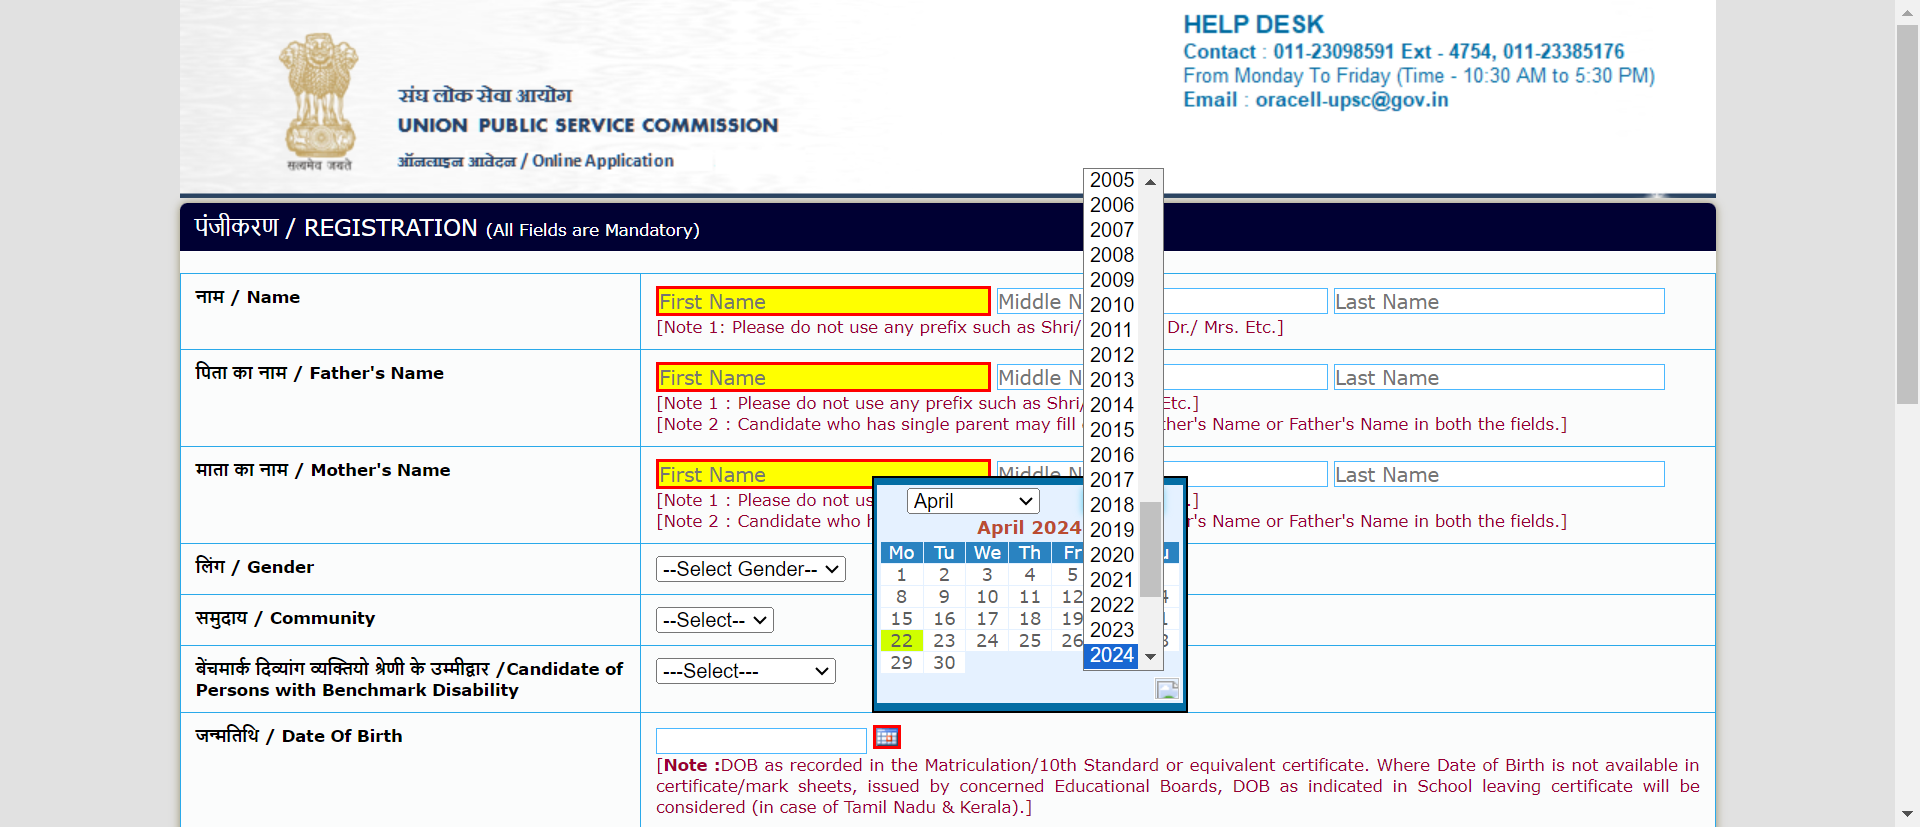 HELP DESK
Contact : 011-23098591 Ext - 4754, 011-23385176
From Monday To Friday (Time - 10:30 AM to 5:30 PM)
Email : oracell-upsc@gov.in
सत्यमेव जयते
संघ लोक सेवा आयोग
UNION PUBLIC SERVICE COMMISSION
ऑनलाइन आवेदन / Online Application
पंजीकरण / REGISTRATION (All Fields are Mandatory)
नाम / Name
First Name Middle N Last Name
[Note 1: Please do not use any prefix such as Shri/ Dr./ Mrs. Etc.]
पिता का नाम / Father's Name
First Name Middle N Last Name
[Note 1 : Please do not use any prefix such as Shri/ Etc.]
[Note 2 : Candidate who has single parent may fill ther's Name or Father's Name in both the fields.]
माता का नाम / Mother's Name
First Name Middle N Last Name
[Note 1 : Please do not us .]
[Note 2 : Candidate who h r's Name or Father's Name in both the fields.]
लिंग / Gender
--Select Gender--
समुदाय / Community
--Select--
बेंचमार्क दिव्यांग व्यक्तियो श्रेणी के उम्मीद्वार /Candidate of
Persons with Benchmark Disability
---Select---
जन्मतिथि / Date Of Birth
[Note :DOB as recorded in the Matriculation/10th Standard or equivalent certificate. Where Date of Birth is not available in
certificate/mark sheets, issued by concerned Educational Boards, DOB as indicated in School leaving certificate will be
considered (in case of Tamil Nadu & Kerala).]
April
April 2024
Mo Tu We Th Fr u
1 2 3 4 5
8 9 10 11 12 4
15 16 17 18 19 1
22 23 24 25 26 8
29 30
2005
2006
2007
2008
2009
2010
2011
2012
2013
2014
2015
2016
2017
2018
2019
2020
2021
2022
2023
2024